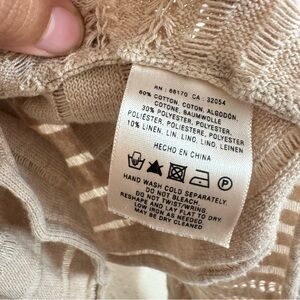 RN : 66170 CA : 32054
60% COTTON, COTON, ALGODÓN
COTONE, BAUMWOLLE
30% POLYESTER, POLYESTER,
POLIÉSTER, POLIESTERE, POLYESTER
10% LINEN, LIN, LINO, LINO, LEINEN
HECHO EN CHINA
P
HAND WASH COLD SEPARATELY.
DO NOT BLEACH.
DO NOT TWIST/WRING.
RESHAPE AND LAY FLAT TO DRY.
LOW IRON AS NEEDED.
MAY BE DRY CLEANED